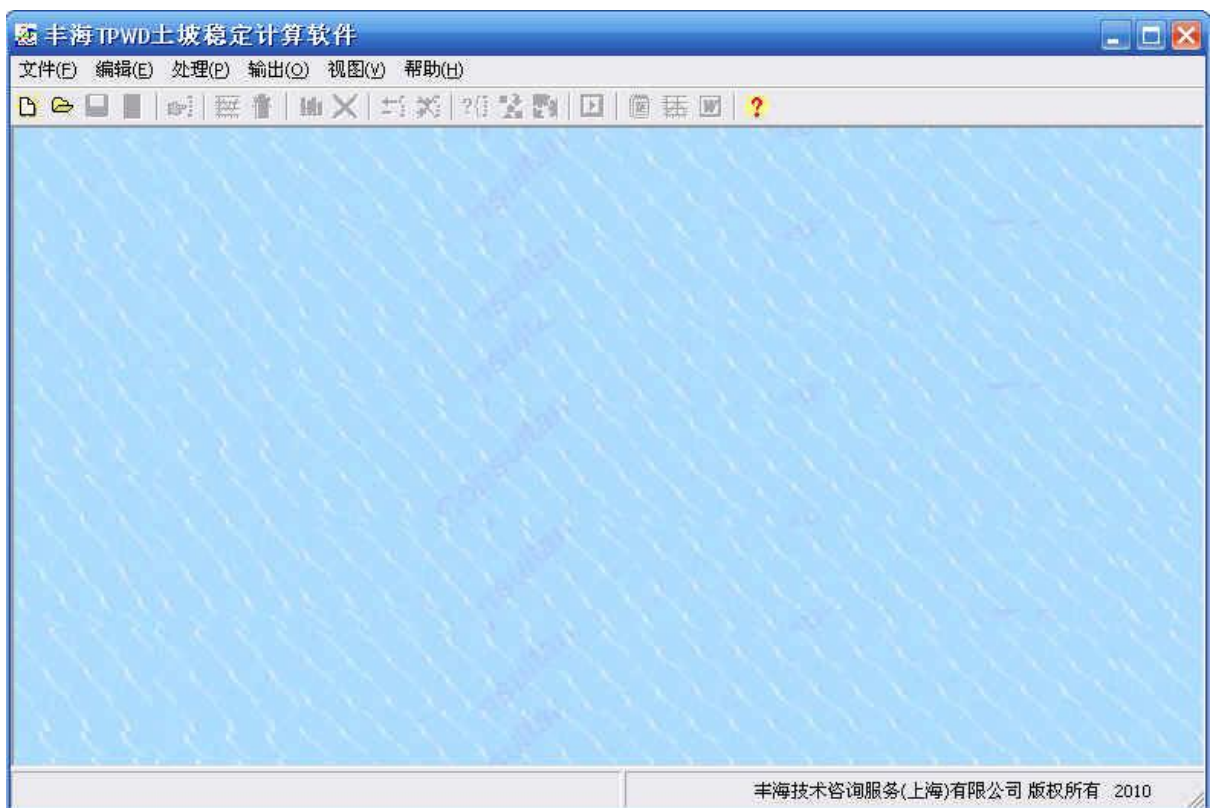 丰海TPWD土坡稳定计算软件
文件(F) 编辑(E) 处理(P) 输出(O) 视图(V) 帮助(H)
丰海技术咨询服务(上海)有限公司 版权所有 2010